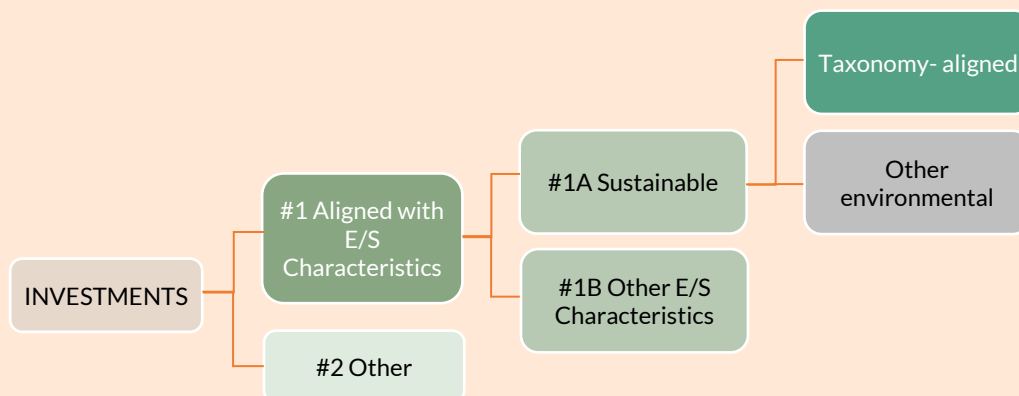 Taxonomy- aligned
Other
environmental
#1A Sustainable
#1 Aligned with
E/S
Characteristics
#1B Other E/S
Characteristics
INVESTMENTS
#2 Other